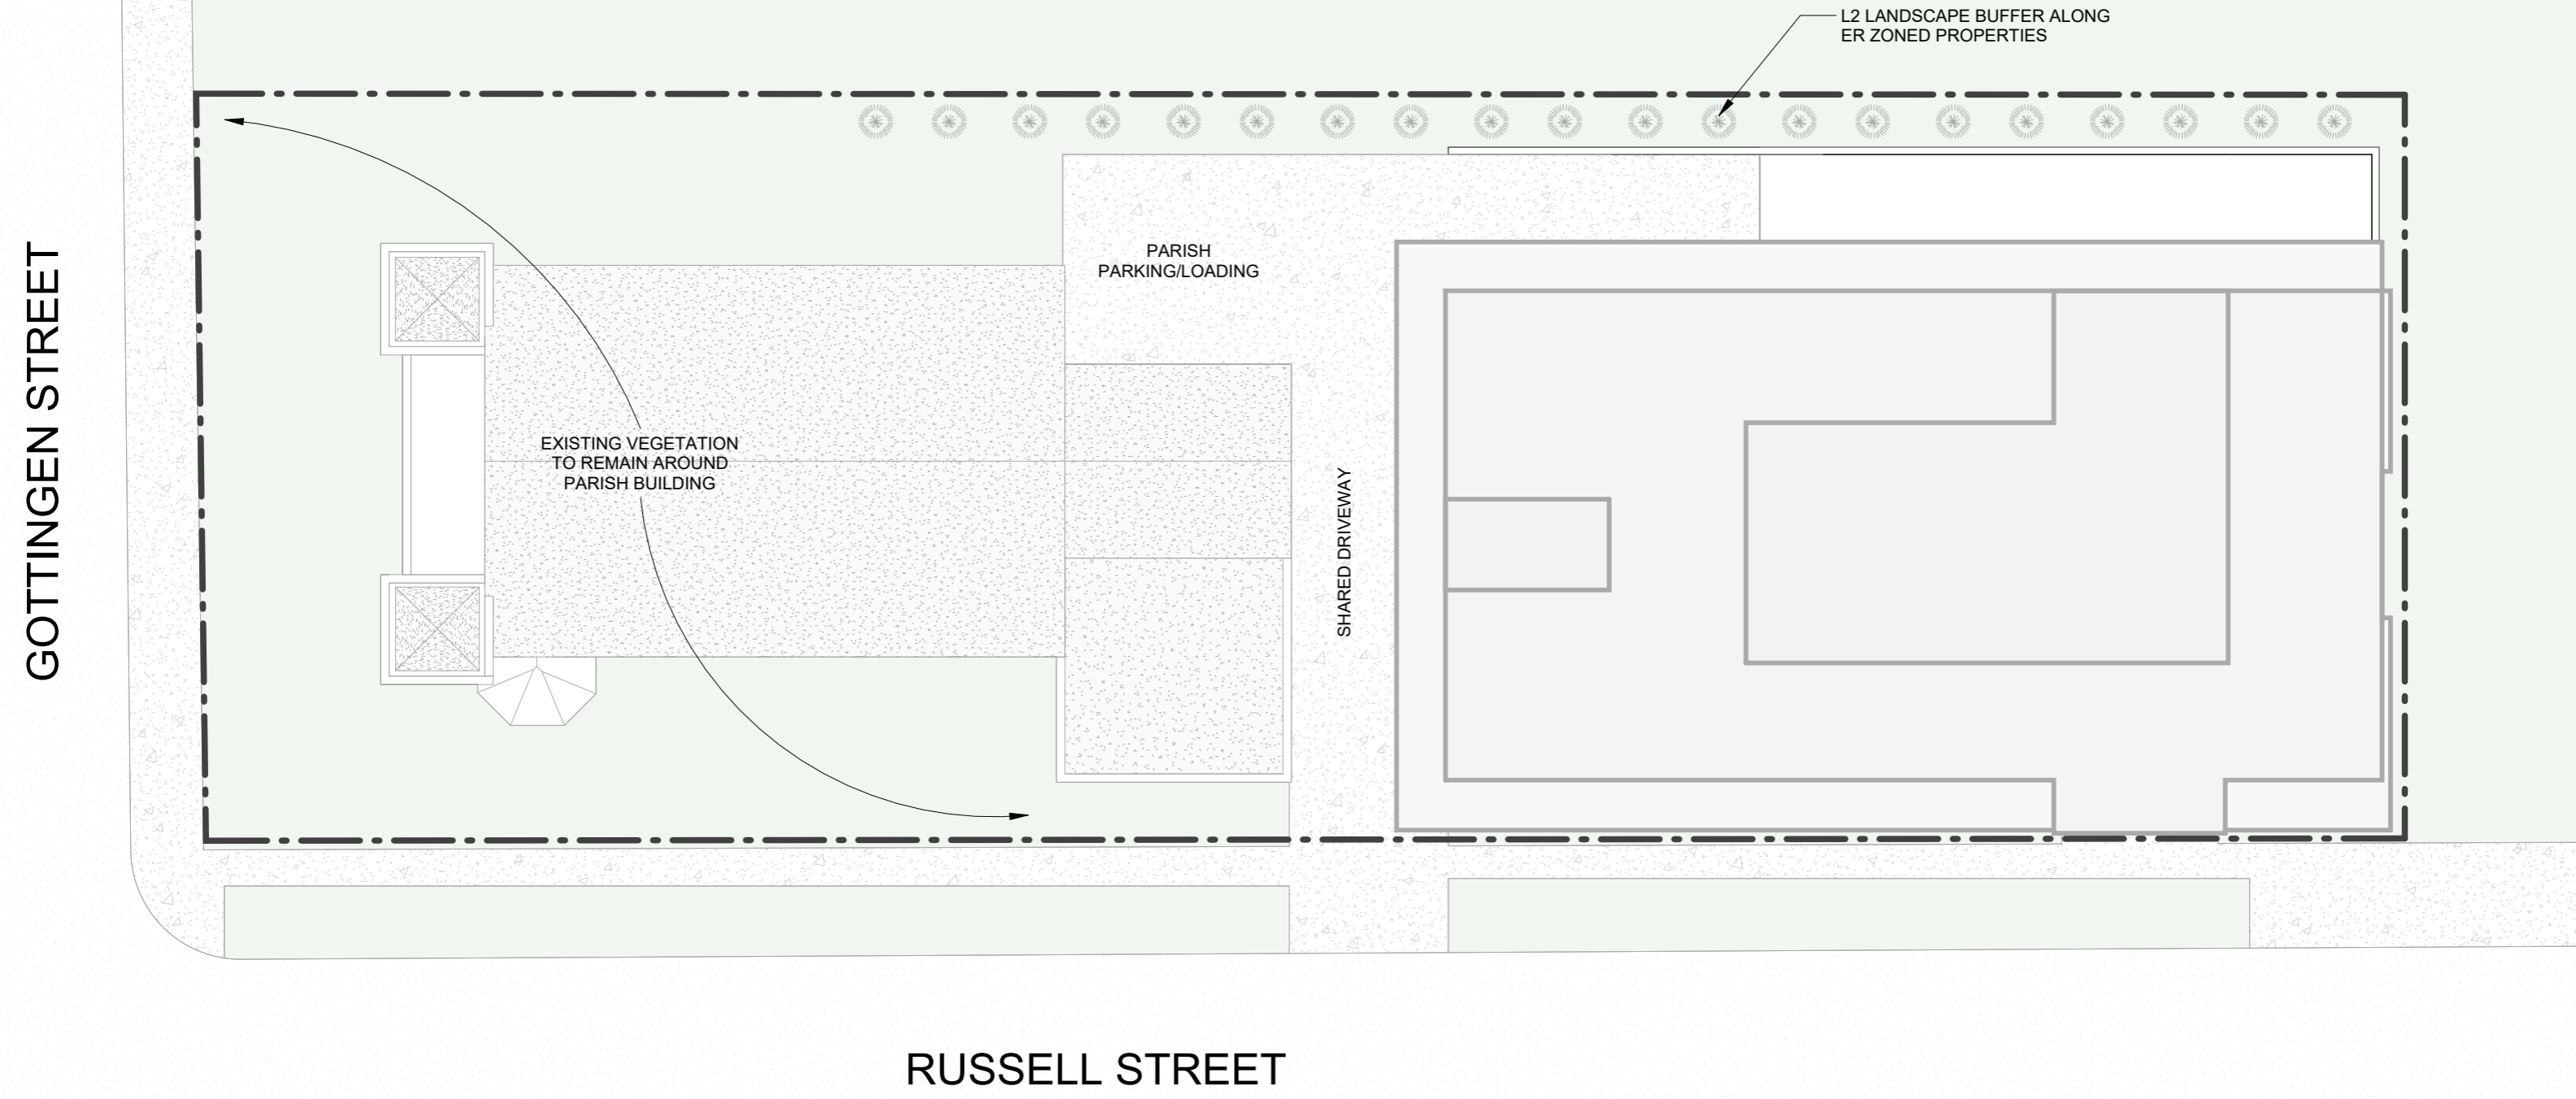 L2 LANDSCAPE BUFFER ALONG
ER ZONED PROPERTIES
PARISH
PARKING/LOADING
GOTTINGEN STREET
EXISTING VEGETATION
TO REMAIN AROUND
PARISH BUILDING
SHARED DRIVEWAY
RUSSELL STREET